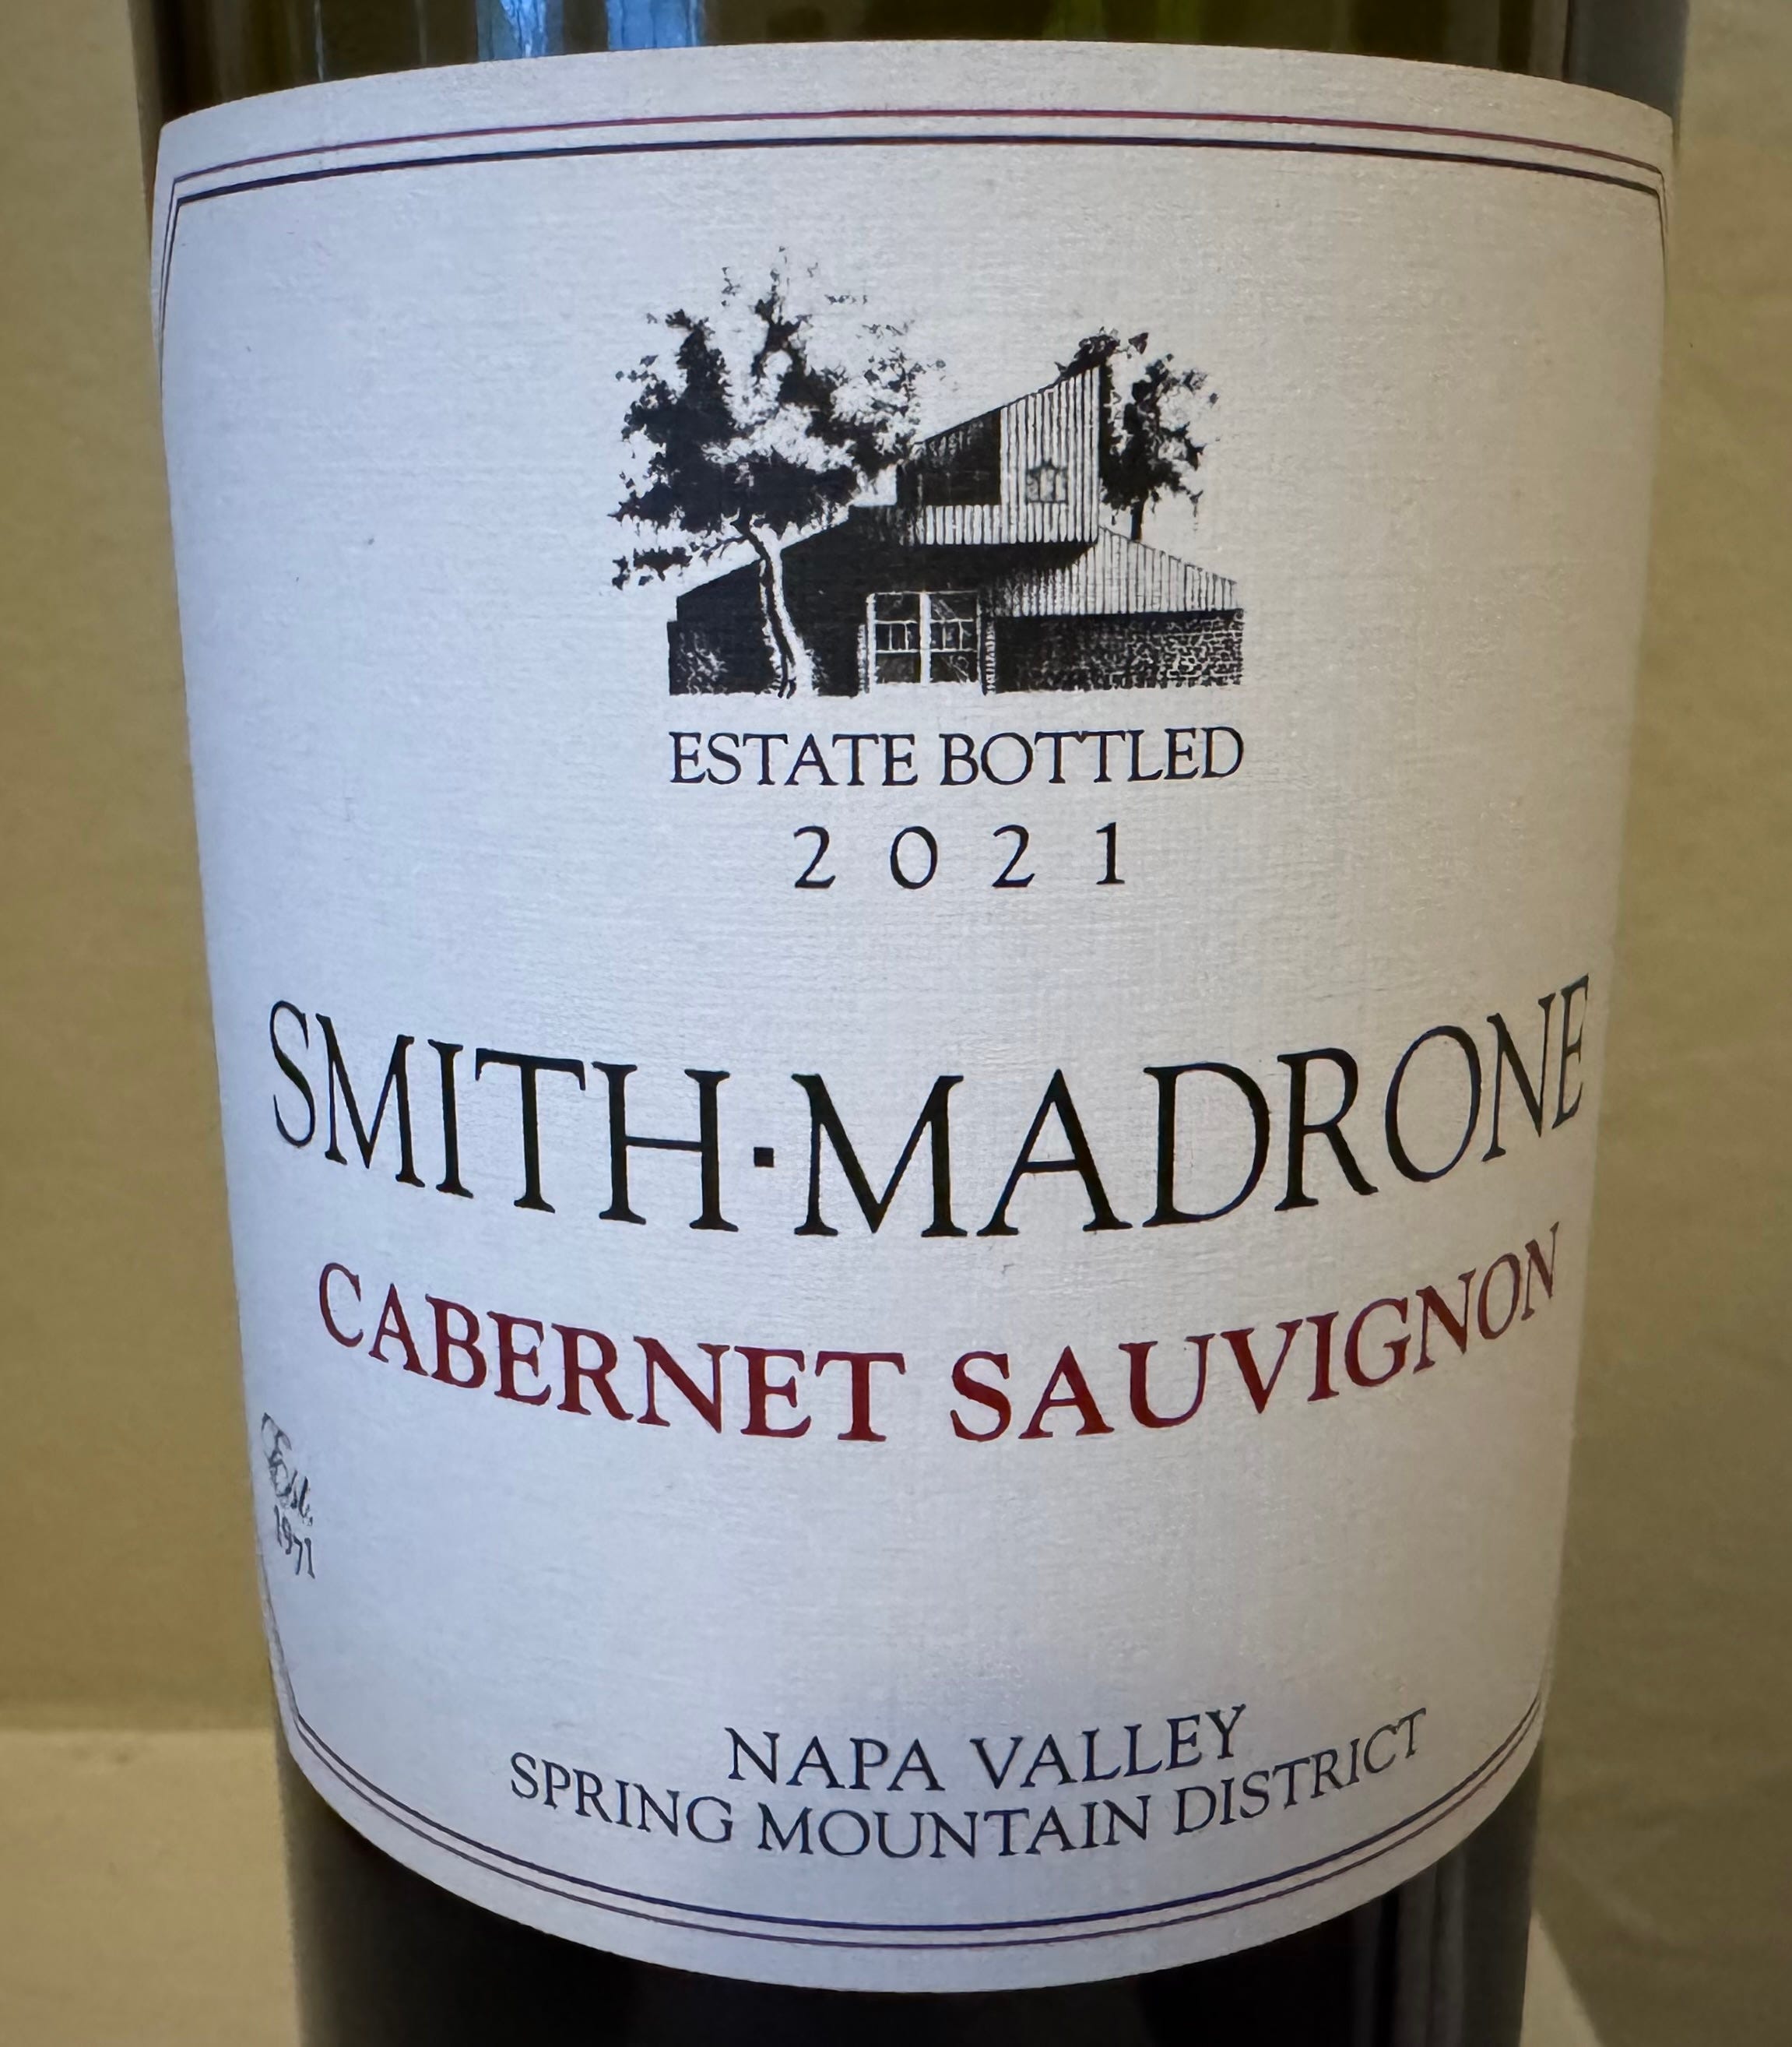 ESTATE BOTTLED
2021
SMITH·MADRONE
CABERNET SAUVIGNON
Est.
1971
NAPA VALLEY
SPRING MOUNTAIN DISTRICT